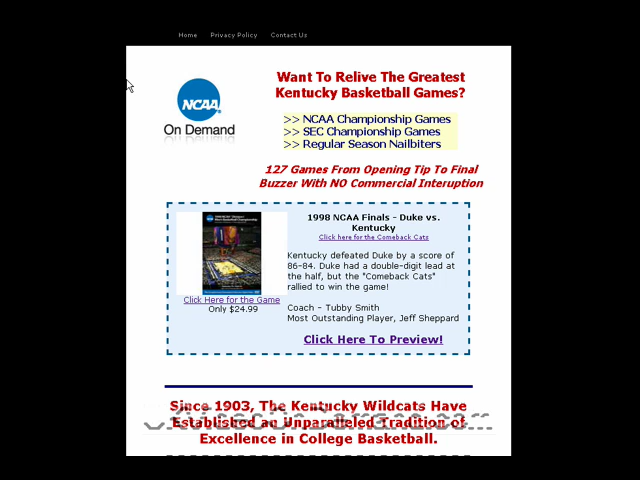 Home Privacy Policy Contact Us
Want To Relive The Greatest
Kentucky Basketball Games?
NCAA
On Demand
>> NCAA Championship Games
>> SEC Championship Games
>> Regular Season Nailbiters
127 Games From Opening Tip To Final
Buzzer With NO Commercial Interuption
1998 NCAA Finals - Duke vs.
Kentucky
Click here for the Comeback Cats
Kentucky defeated Duke by a score of
86-84. Duke had a double-digit lead at
the half, but the "Comeback Cats"
rallied to win the game!
Coach - Tubby Smith
Most Outstanding Player, Jeff Sheppard
Click Here for the Game
Only $24.99
Click Here To Preview!
Since 1903, The Kentucky Wildcats Have
Established an Unparalleled Tradition of
Excellence in College Basketball.